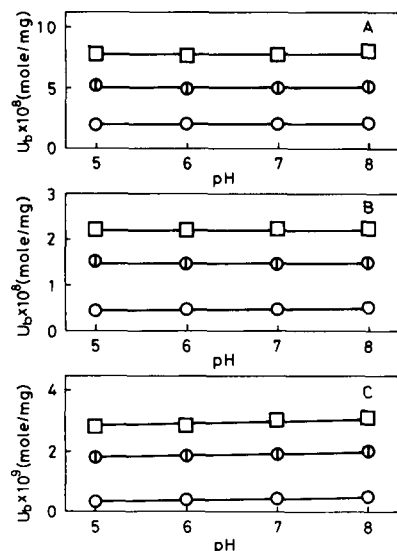 A
10
5
0
U_b x 10^8 (mole/mg)
5 6 7 8
pH
B
3
2
1
0
U_b x 10^8 (mole/mg)
5 6 7 8
pH
C
4
2
0
U_b x 10^9 (mole/mg)
5 6 7 8
pH